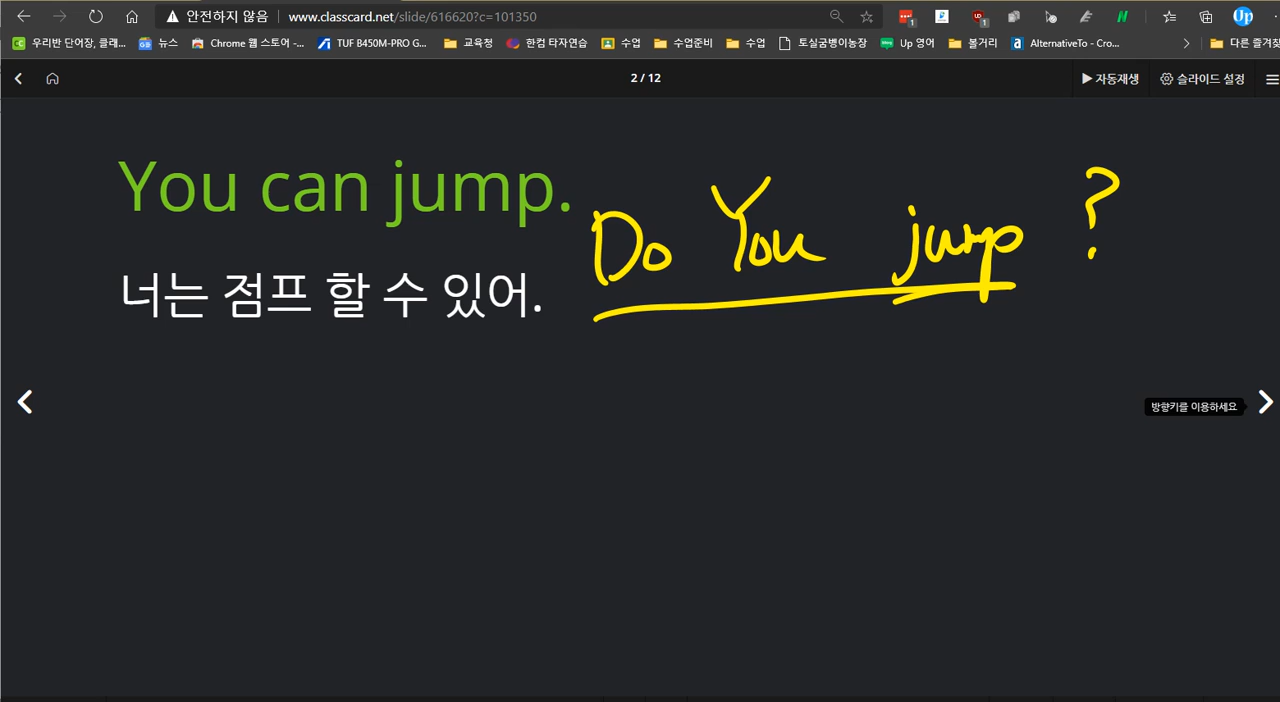 안전하지 않음 www.classcard.net/slide/616620?c=101350
우리반 단어장, 클래... 뉴스 Chrome 웹 스토어 -... TUF B450M-PRO G... 교육청 한컴 타자연습 수업 수업준비 수업 토실굼벵이농장 Up 영어 볼거리 AlternativeTo - Cro... 다른 즐겨찾
2 / 12 자동재생 슬라이드 설정
You can jump.
Do You jump ?
너는 점프 할 수 있어.
방향키를 이용하세요